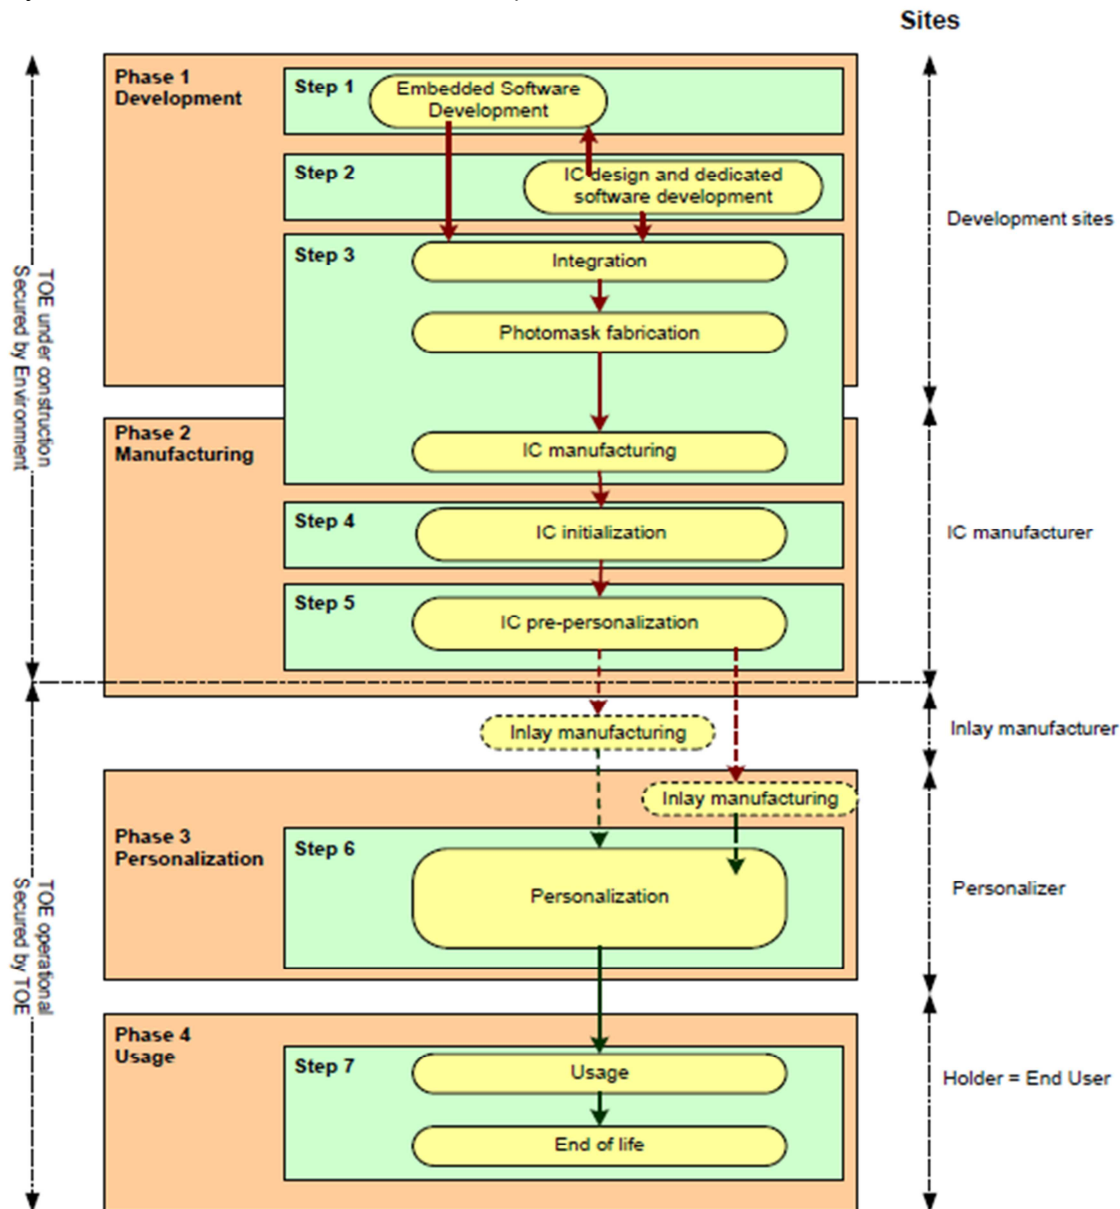 Sites
Phase 1
Development
Step 1
Embedded Software
Development
Step 2
IC design and dedicated
software development
Step 3
Integration
Photomask fabrication
Development sites
TOE under construction
Secured by Environment
Phase 2
Manufacturing
IC manufacturing
Step 4
IC initialization
IC manufacturer
Step 5
IC pre-personalization
Inlay manufacturing
Inlay manufacturer
Inlay manufacturing
Phase 3
Personalization
Step 6
Personalization
Personalizer
TOE operational
Secured by TOE
Phase 4
Usage
Step 7
Usage
End of life
Holder = End User